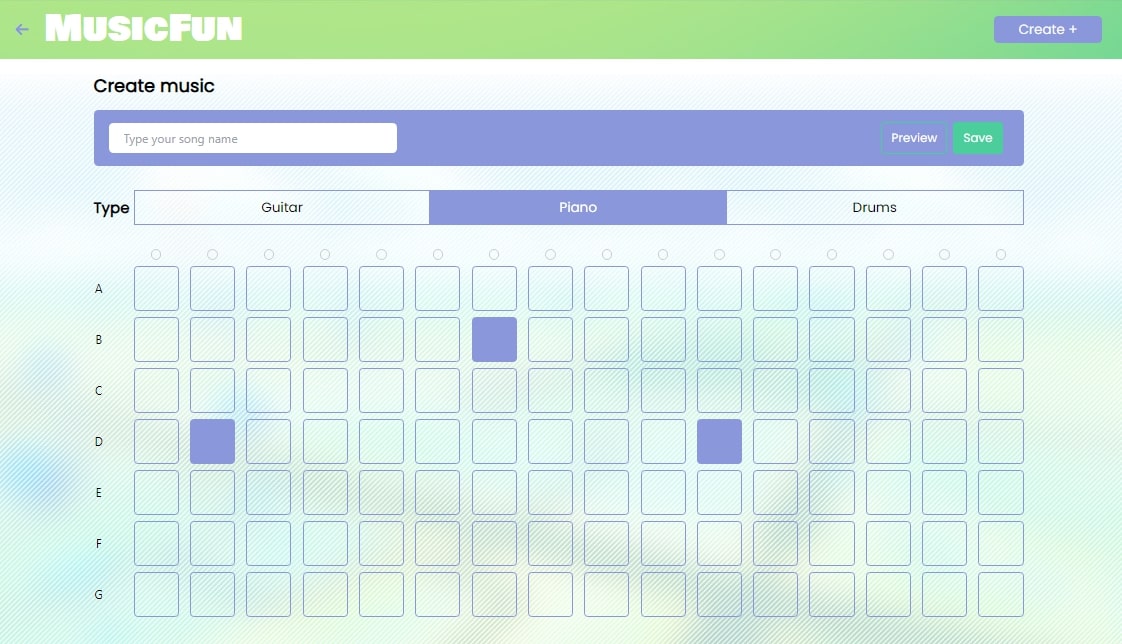 MusicFun
Create +
Create music
Type your song name
Preview
Save
Type
Guitar
Piano
Drums
A
B
C
D
E
F
G